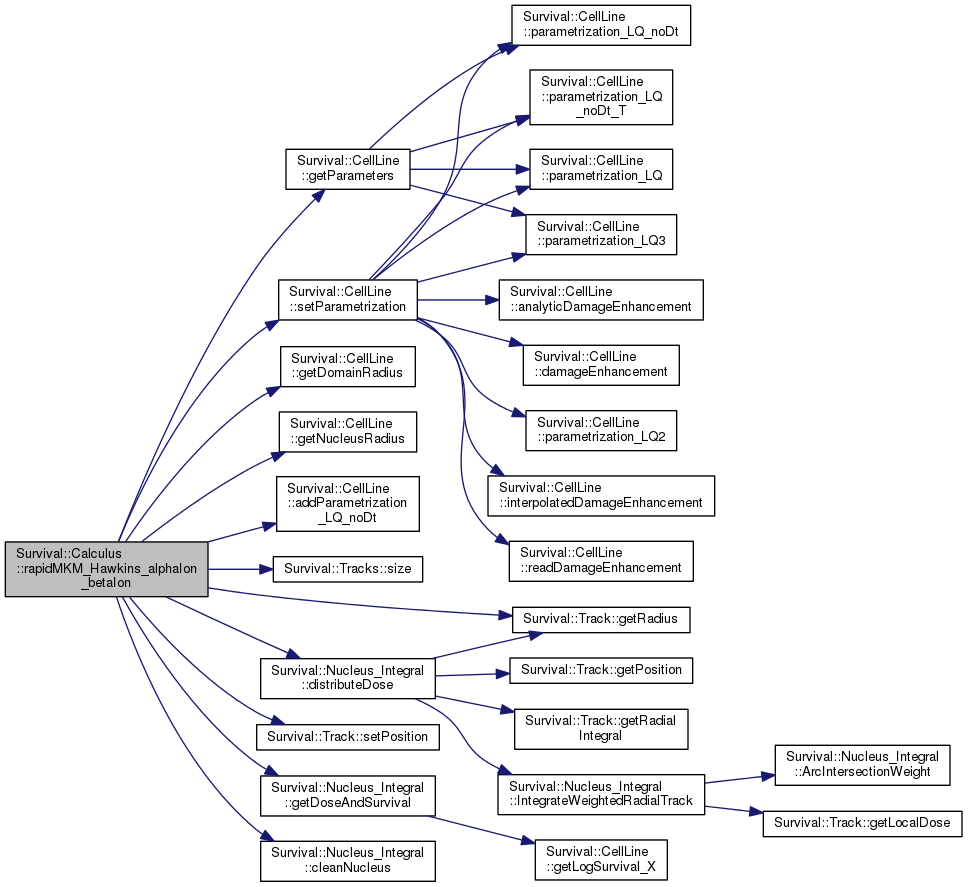 Survival::CellLine
::parametrization_LQ_noDt
Survival::CellLine
::parametrization_LQ
_noDt_T
Survival::CellLine
::getParameters
Survival::CellLine
::parametrization_LQ
Survival::CellLine
::parametrization_LQ3
Survival::CellLine
::setParametrization
Survival::CellLine
::analyticDamageEnhancement
Survival::CellLine
::getDomainRadius
Survival::CellLine
::damageEnhancement
Survival::CellLine
::getNucleusRadius
Survival::CellLine
::parametrization_LQ2
Survival::CellLine
::addParametrization
_LQ_noDt
Survival::CellLine
::interpolatedDamageEnhancement
Survival::Calculus
::rapidMKM_Hawkins_alphaIon
_betaIon
Survival::Tracks::size
Survival::CellLine
::readDamageEnhancement
Survival::Track::getRadius
Survival::Nucleus_Integral
::distributeDose
Survival::Track::getPosition
Survival::Track::setPosition
Survival::Track::getRadial
Integral
Survival::Nucleus_Integral
::getDoseAndSurvival
Survival::Nucleus_Integral
::IntegrateWeightedRadialTrack
Survival::Nucleus_Integral
::ArcIntersectionWeight
Survival::Track::getLocalDose
Survival::Nucleus_Integral
::cleanNucleus
Survival::CellLine
::getLogSurvival_X